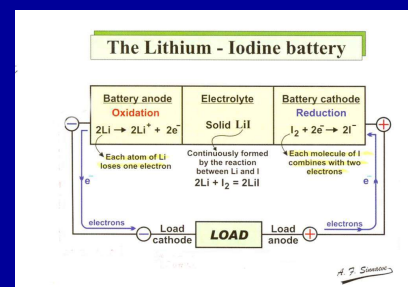 The Lithium - Iodine battery
Battery anode
Oxidation
2Li → 2Li⁺ + 2e⁻
Electrolyte
Solid LiI
Battery cathode
Reduction
I₂ + 2e⁻ → 2I⁻
−
+
Each atom of Li
loses one electron
Continuously formed
by the reaction
between Li and I
2Li + I₂ = 2LiI
Each molecule of I
combines with two
electrons
e⁻
e⁻
electrons
−
Load
cathode
LOAD
Load
anode
+
electrons